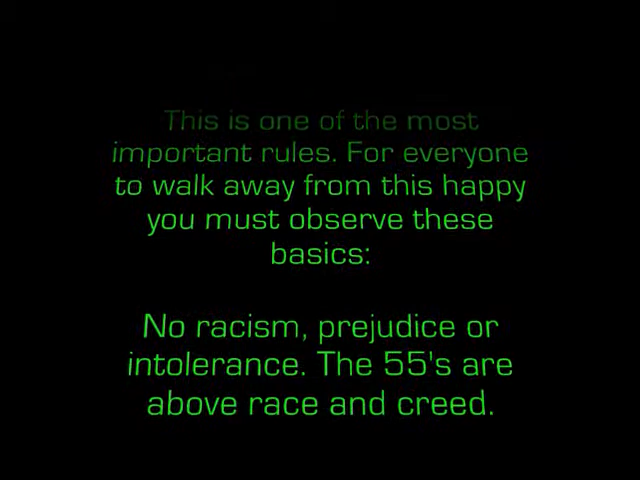 This is one of the most
important rules. For everyone
to walk away from this happy
you must observe these
basics:
No racism, prejudice or
intolerance. The 55's are
above race and creed.